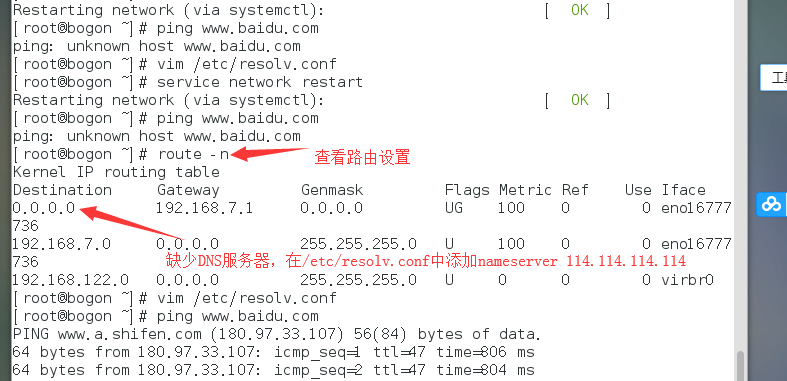 Restarting network (via systemctl): [ OK ]
[root@bogon ~]# ping www.baidu.com
ping: unknown host www.baidu.com
[root@bogon ~]# vim /etc/resolv.conf
[root@bogon ~]# service network restart
Restarting network (via systemctl): [ OK ]
[root@bogon ~]# ping www.baidu.com
ping: unknown host www.baidu.com
[root@bogon ~]# route -n
查看路由设置
Kernel IP routing table
Destination Gateway Genmask Flags Metric Ref Use Iface
0.0.0.0 192.168.7.1 0.0.0.0 UG 100 0 0 eno16777
736
192.168.7.0 0.0.0.0 255.255.255.0 U 100 0 0 eno16777
736
缺少DNS服务器，在/etc/resolv.conf中添加nameserver 114.114.114.114
192.168.122.0 0.0.0.0 255.255.255.0 U 0 0 0 virbr0
[root@bogon ~]# vim /etc/resolv.conf
[root@bogon ~]# ping www.baidu.com
PING www.a.shifen.com (180.97.33.107) 56(84) bytes of data.
64 bytes from 180.97.33.107: icmp_seq=1 ttl=47 time=806 ms
64 bytes from 180.97.33.107: icmp_seq=2 ttl=47 time=804 ms